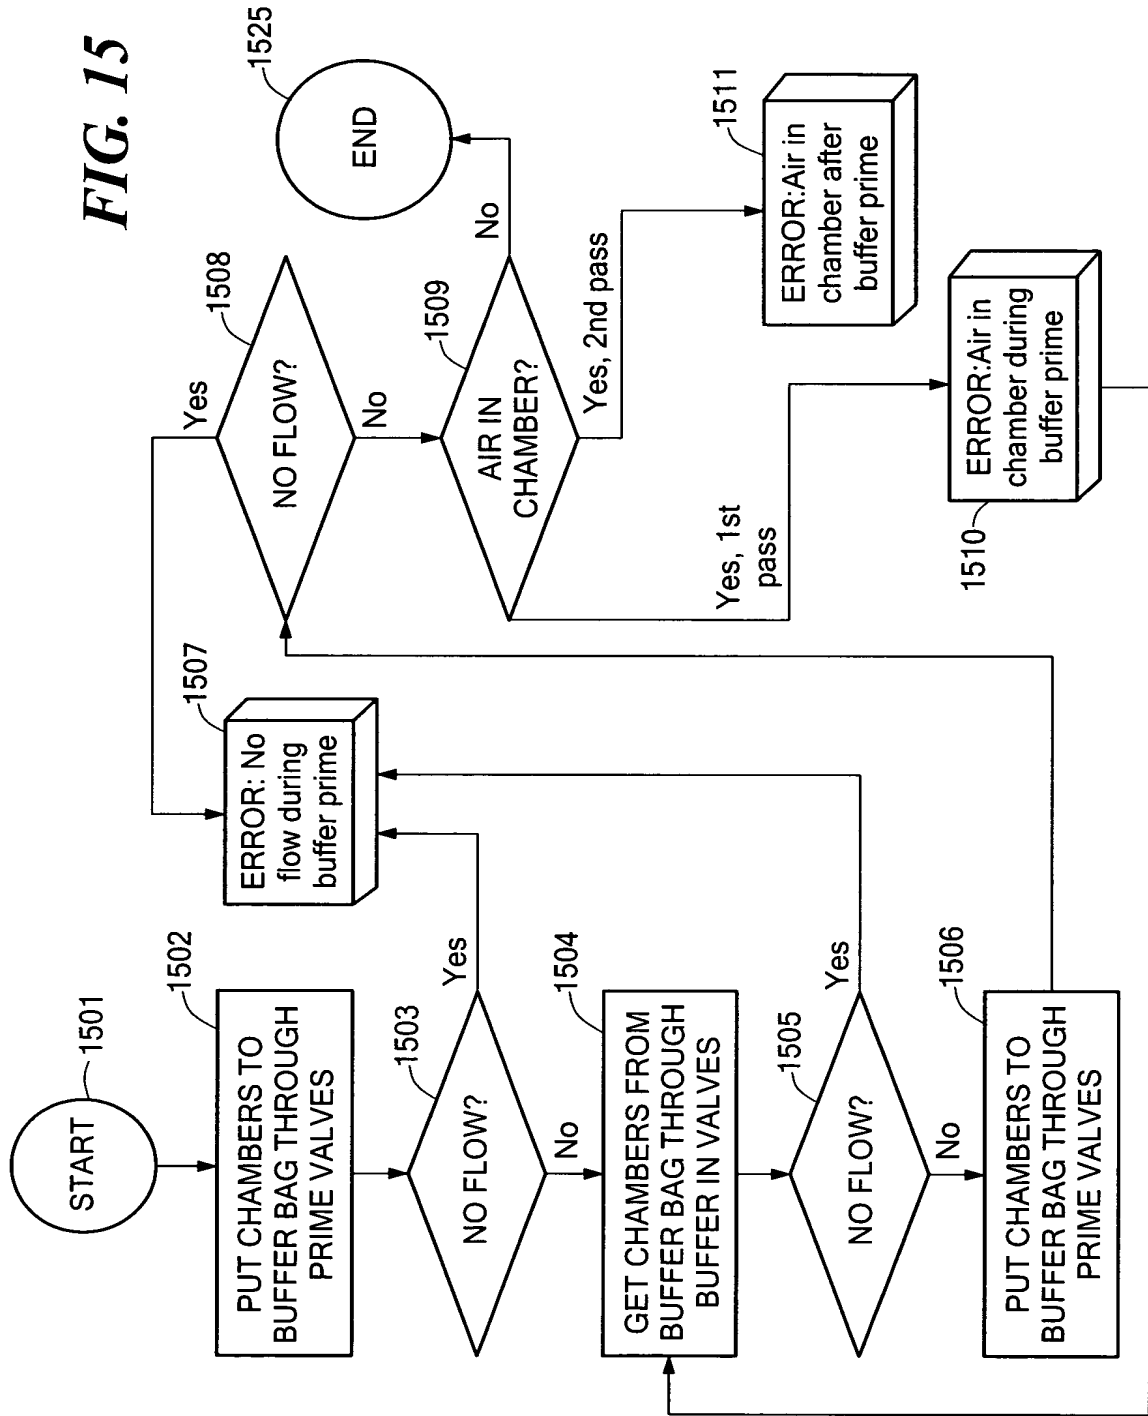 FIG. 15
START
1501
PUT CHAMBERS TO
BUFFER BAG THROUGH
PRIME VALVES
1502
NO FLOW?
1503
Yes
No
GET CHAMBERS FROM
BUFFER BAG THROUGH
BUFFER IN VALVES
1504
NO FLOW?
1505
Yes
No
PUT CHAMBERS TO
BUFFER BAG THROUGH
PRIME VALVES
1506
ERROR: No
flow during
buffer prime
1507
NO FLOW?
1508
Yes
No
AIR IN
CHAMBER?
1509
No
Yes, 2nd pass
Yes, 1st
pass
END
1525
ERROR:Air in
chamber after
buffer prime
1511
ERROR:Air in
chamber during
buffer prime
1510